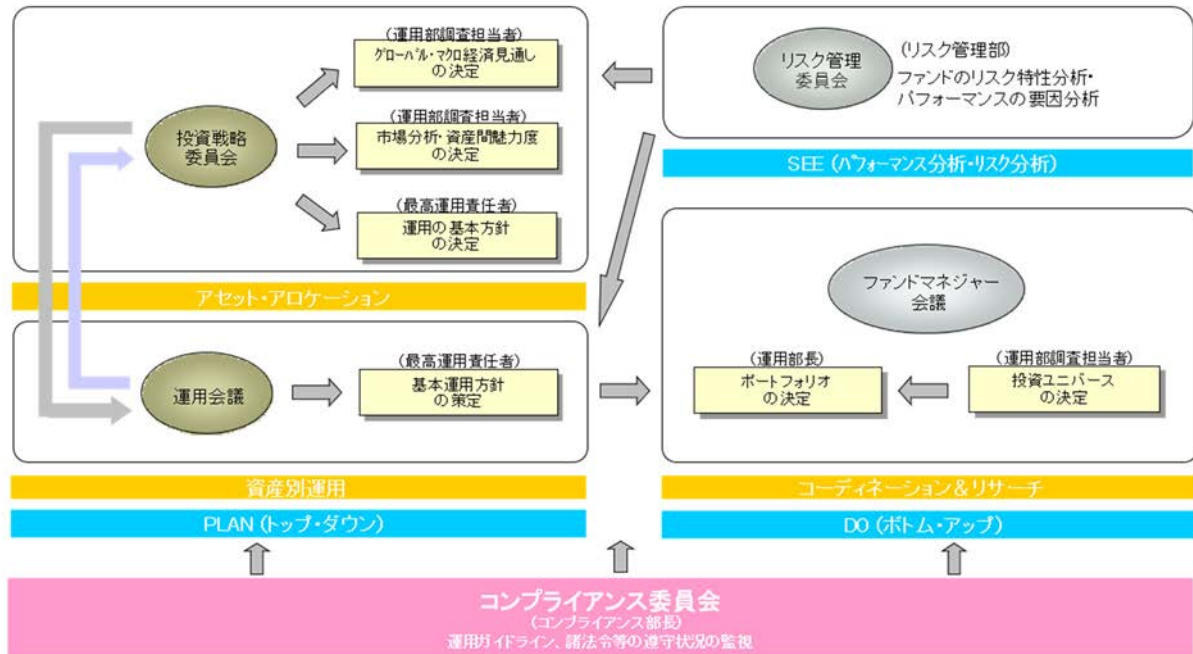 (運用部調査担当者)
グローバル・マクロ経済見通し
の決定
投資戦略
委員会
(運用部調査担当者)
市場分析・資産間魅力度
の決定
(最高運用責任者)
運用の基本方針
の決定
アセット・アロケーション
運用会議
(最高運用責任者)
基本運用方針
の策定
資産別運用
PLAN (トップ・ダウン)
リスク管理
委員会
(リスク管理部)
ファンドのリスク特性分析・
パフォーマンスの要因分析
SEE (パフォーマンス分析・リスク分析)
ファンドマネジャー
会議
(運用部長)
ポートフォリオ
の決定
(運用部調査担当者)
投資ユニバース
の決定
コーディネーション＆リサーチ
DO (ボトム・アップ)
コンプライアンス委員会
(コンプライアンス部長)
運用ガイドライン、諸法令等の遵守状況の監視